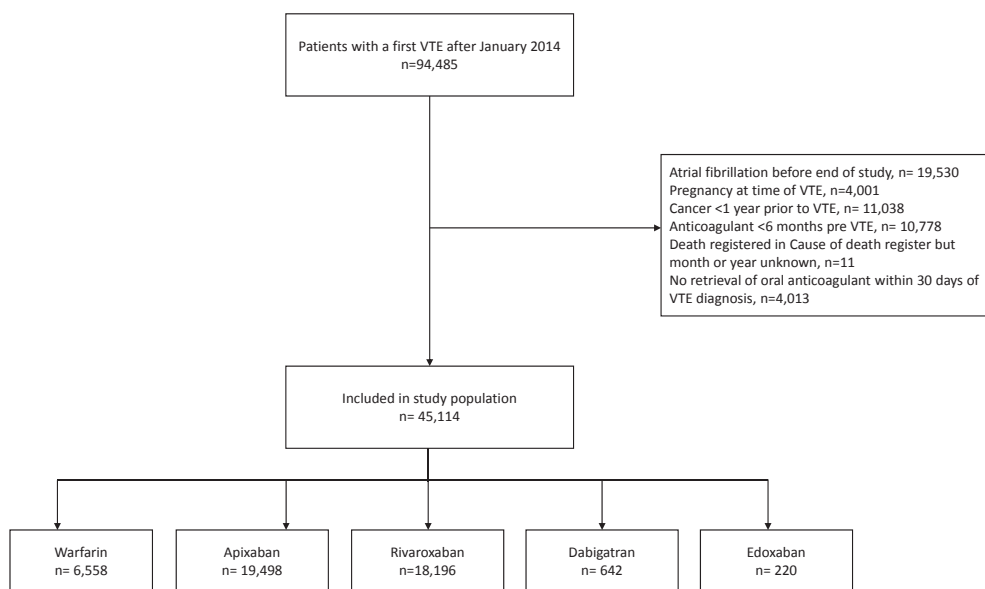 Patients with a first VTE after January 2014
n=94,485
Atrial fibrillation before end of study, n= 19,530
Pregnancy at time of VTE, n=4,001
Cancer <1 year prior to VTE, n= 11,038
Anticoagulant <6 months pre VTE, n= 10,778
Death registered in Cause of death register but
month or year unknown, n=11
No retrieval of oral anticoagulant within 30 days of
VTE diagnosis, n=4,013
Included in study population
n= 45,114
Warfarin
n= 6,558
Apixaban
n= 19,498
Rivaroxaban
n=18,196
Dabigatran
n= 642
Edoxaban
n= 220